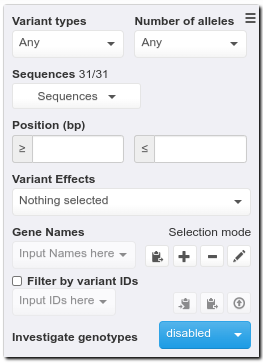 Variant types Number of alleles
Any Any
Sequences 31/31
Sequences
Position (bp)
≥ ≤
Variant Effects
Nothing selected
Gene Names Selection mode
Input Names here
Filter by variant IDs
Input IDs here
Investigate genotypes disabled